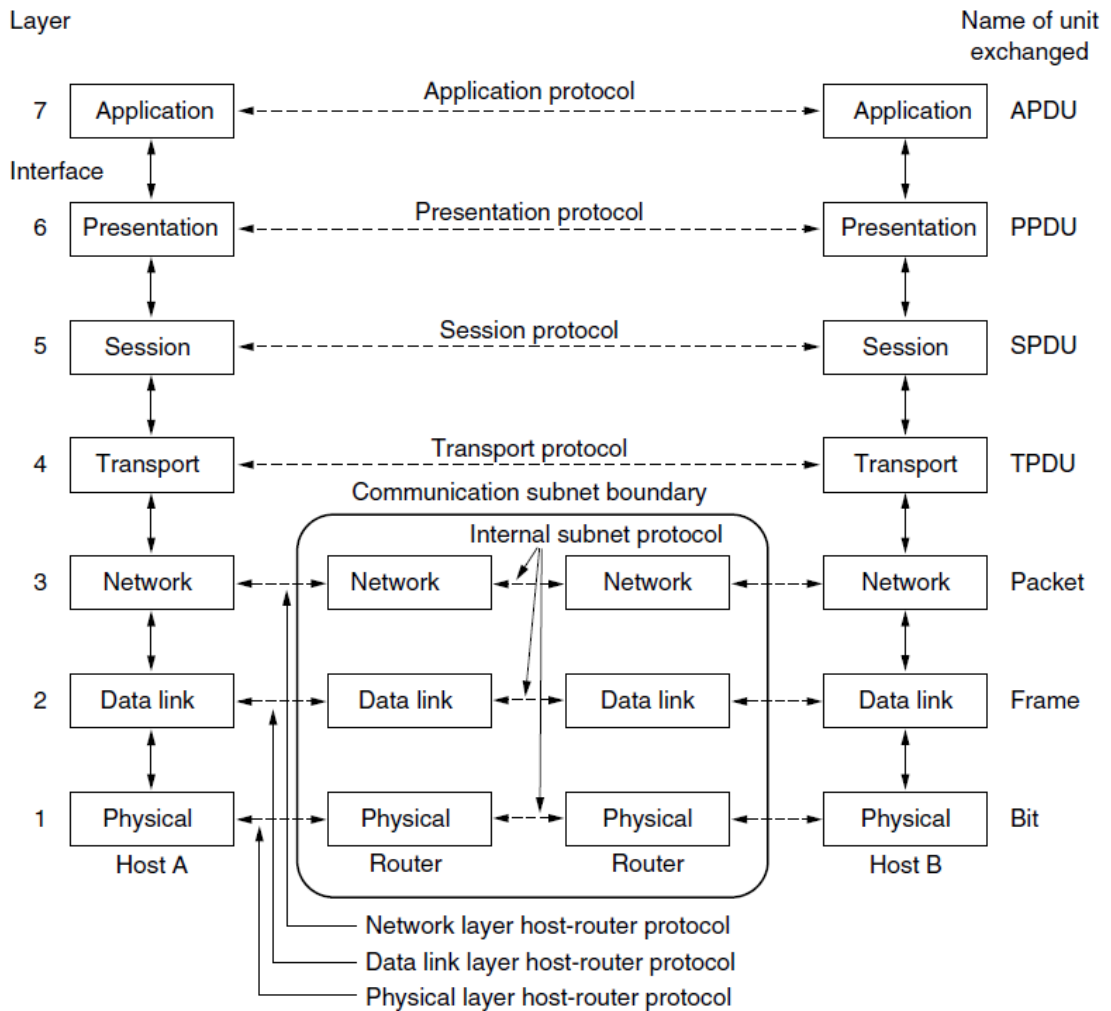 Layer
Name of unit
exchanged
Application protocol
7 Application Application APDU
Interface
Presentation protocol
6 Presentation Presentation PPDU
Session protocol
5 Session Session SPDU
Transport protocol
4 Transport Transport TPDU
Communication subnet boundary
Internal subnet protocol
3 Network Network Network Network Packet
2 Data link Data link Data link Data link Frame
1 Physical Physical Physical Physical Bit
Host A Router Router Host B
Network layer host-router protocol
Data link layer host-router protocol
Physical layer host-router protocol